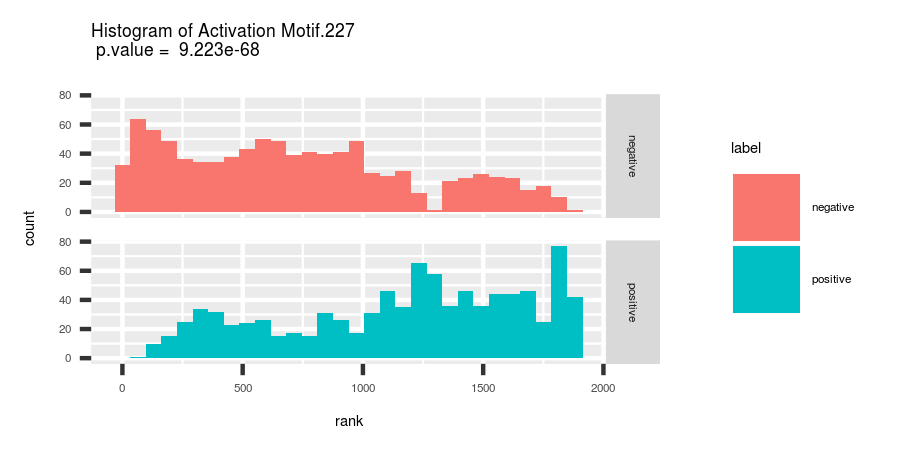 Histogram of Activation Motif.227
p.value = 9.223e-68
80
60
40
20
0
negative
80
60
40
20
0
positive
0 500 1000 1500 2000
rank
count
label
negative
positive